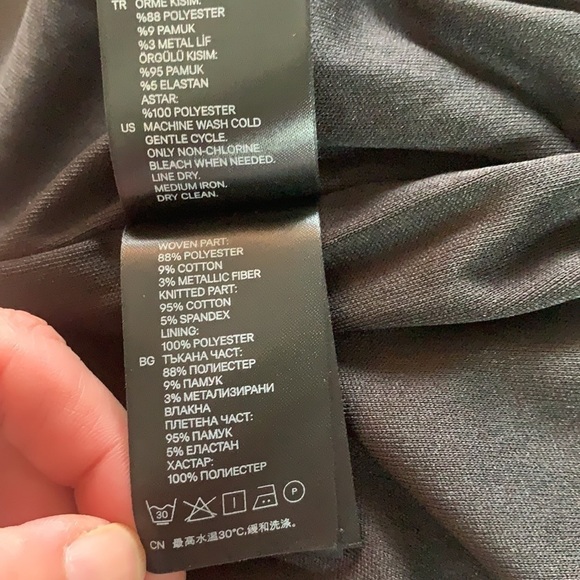 TR ÖRME KISIM:
%88 POLYESTER
%9 PAMUK
%3 METAL LİF
ÖRGÜLÜ KISIM:
%95 PAMUK
%5 ELASTAN
ASTAR:
%100 POLYESTER
US MACHINE WASH COLD
GENTLE CYCLE.
ONLY NON-CHLORINE.
BLEACH WHEN NEEDED.
LINE DRY.
MEDIUM IRON.
DRY CLEAN.
WOVEN PART:
88% POLYESTER
9% COTTON
3% METALLIC FIBER
KNITTED PART:
95% COTTON
5% SPANDEX
LINING:
100% POLYESTER
BG ТЪКАНА ЧАСТ:
88% ПОЛИЕСТЕР
9% ПАМУК
3% МЕТАЛИЗИРАНИ
ВЛАКНА
ПЛЕТЕНА ЧАСТ:
95% ПАМУК
5% ЕЛАСТАН
ХАСТАР:
100% ПОЛИЕСТЕР
30 P
CN 最高水温30°C,缓和洗涤.